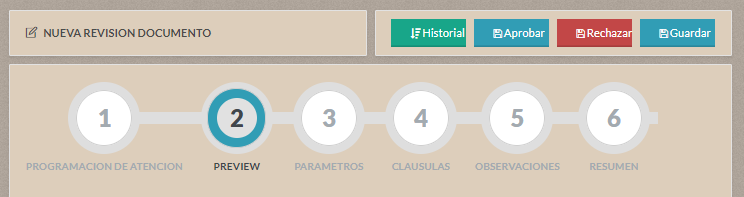 NUEVA REVISION DOCUMENTO
Historial Aprobar Rechazar Guardar
1 2 3 4 5 6
PROGRAMACION DE ATENCION PREVIEW PARAMETROS CLAUSULAS OBSERVACIONES RESUMEN